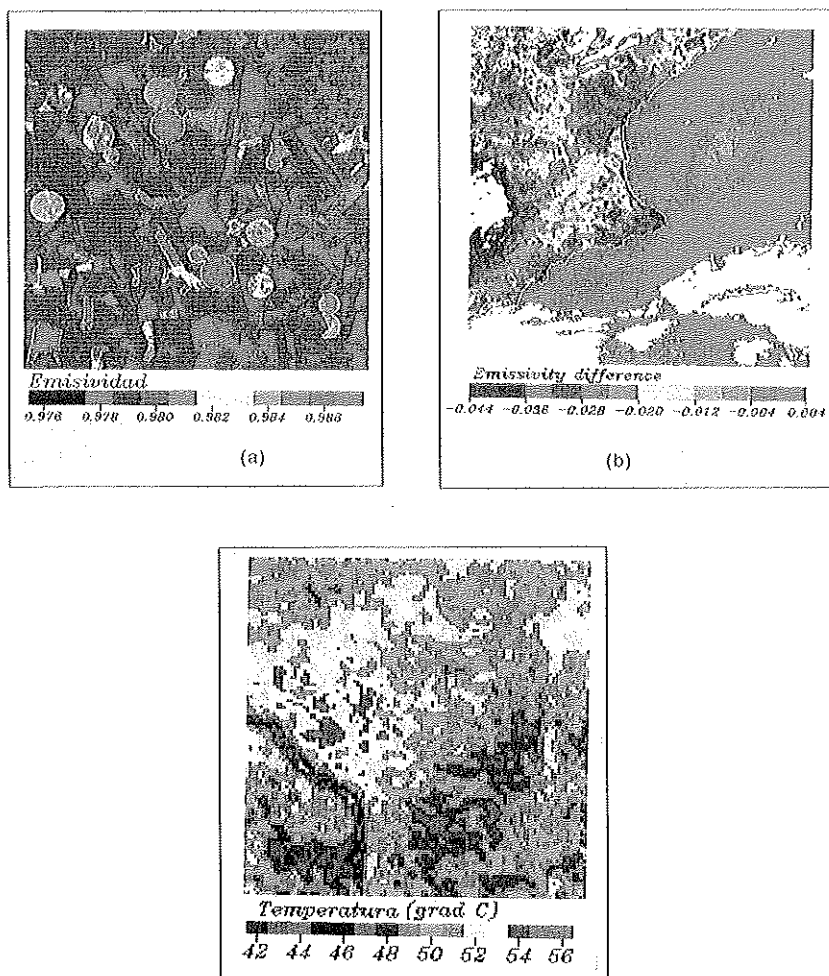 Emisividad
0.976 0.978 0.980 0.982 0.984 0.986
(a)
Emissivity difference
-0.044 -0.036 -0.028 -0.020 -0.012 -0.004 0.004
(b)
Temperatura (grad C)
42 44 46 48 50 52 54 56